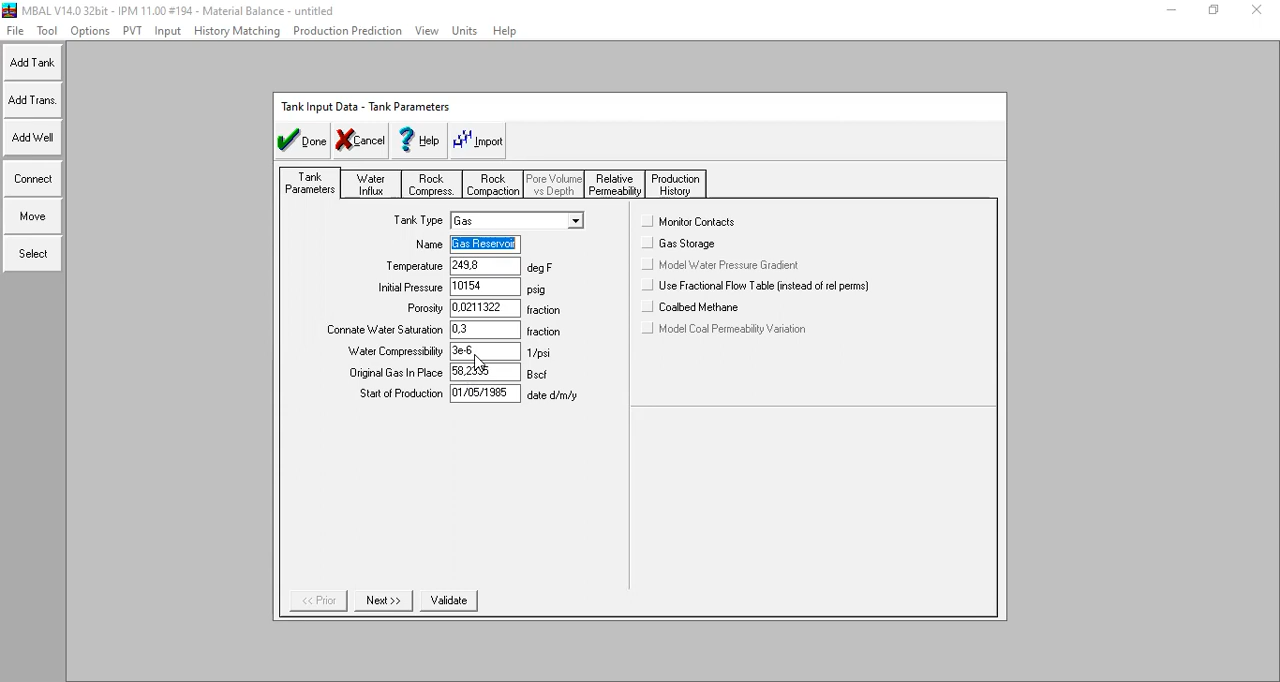 MBAL V14.0 32bit - IPM 11.00 #194 - Material Balance - untitled
File Tool Options PVT Input History Matching Production Prediction View Units Help
Add Tank
Add Trans.
Add Well
Connect
Move
Select
Tank Input Data - Tank Parameters
Done Cancel Help Import
Tank Parameters
Water Influx
Rock Compress.
Rock Compaction
Pore Volume vs Depth
Relative Permeability
Production History
Tank Type Gas
Name Gas Reservoir
Temperature 249,8 deg F
Initial Pressure 10154 psig
Porosity 0,0211322 fraction
Connate Water Saturation 0,3 fraction
Water Compressibility 3e-6 1/psi
Original Gas In Place 58,2335 Bscf
Start of Production 01/05/1985 date d/m/y
Monitor Contacts
Gas Storage
Model Water Pressure Gradient
Use Fractional Flow Table (instead of rel perms)
Coalbed Methane
Model Coal Permeability Variation
<< Prior Next >> Validate